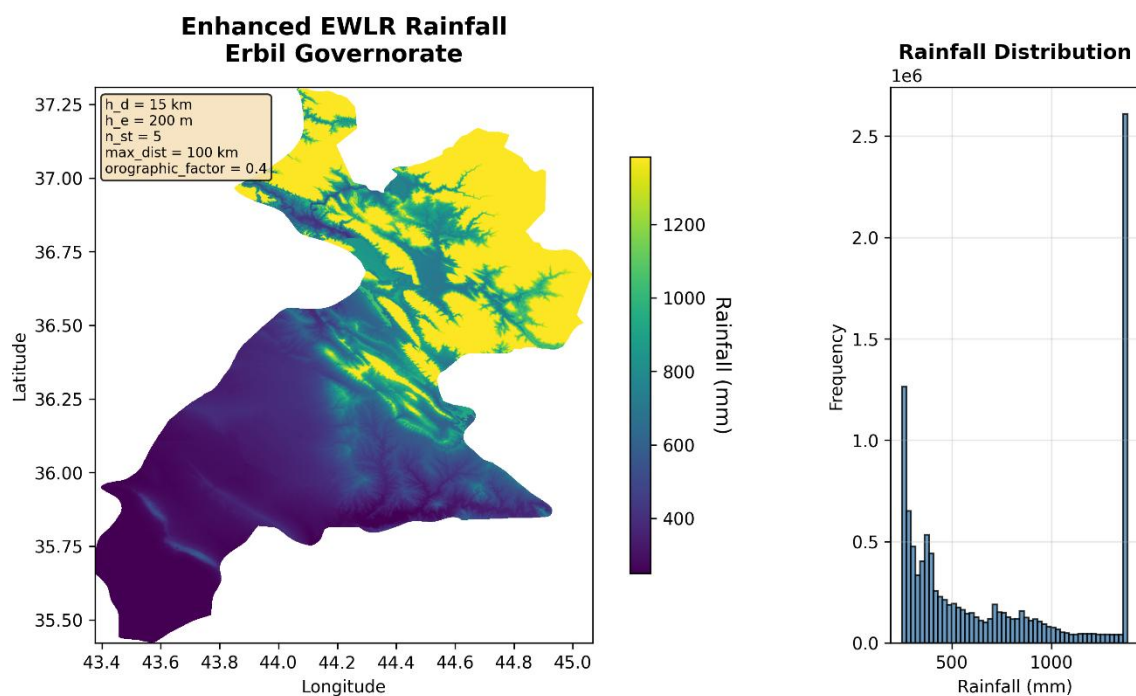 Enhanced EWLR Rainfall
Erbil Governorate
h_d = 15 km
h_e = 200 m
n_st = 5
max_dist = 100 km
orographic_factor = 0.4
37.25
37.00
36.75
36.50
36.25
36.00
35.75
35.50
Latitude
43.4 43.6 43.8 44.0 44.2 44.4 44.6 44.8 45.0
Longitude
1200
1000
800
600
400
Rainfall (mm)
Rainfall Distribution
1e6
2.5
2.0
1.5
1.0
0.5
0.0
Frequency
500 1000
Rainfall (mm)